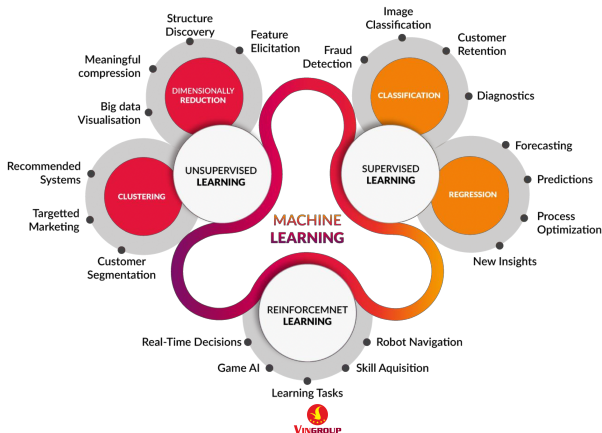 Structure
Discovery
Feature
Elicitation
Meaningful
compression
Big data
Visualisation
DIMENSIONALLY
REDUCTION
UNSUPERVISED
LEARNING
Recommended
Systems
Targetted
Marketing
Customer
Segmentation
CLUSTERING
Image
Classification
Fraud
Detection
Customer
Retention
Diagnostics
CLASSIFICATION
SUPERVISED
LEARNING
Forecasting
Predictions
Process
Optimization
New Insights
REGRESSION
MACHINE
LEARNING
REINFORCEMNET
LEARNING
Real-Time Decisions
Game AI
Learning Tasks
Skill Aquisition
Robot Navigation
VINGROUP